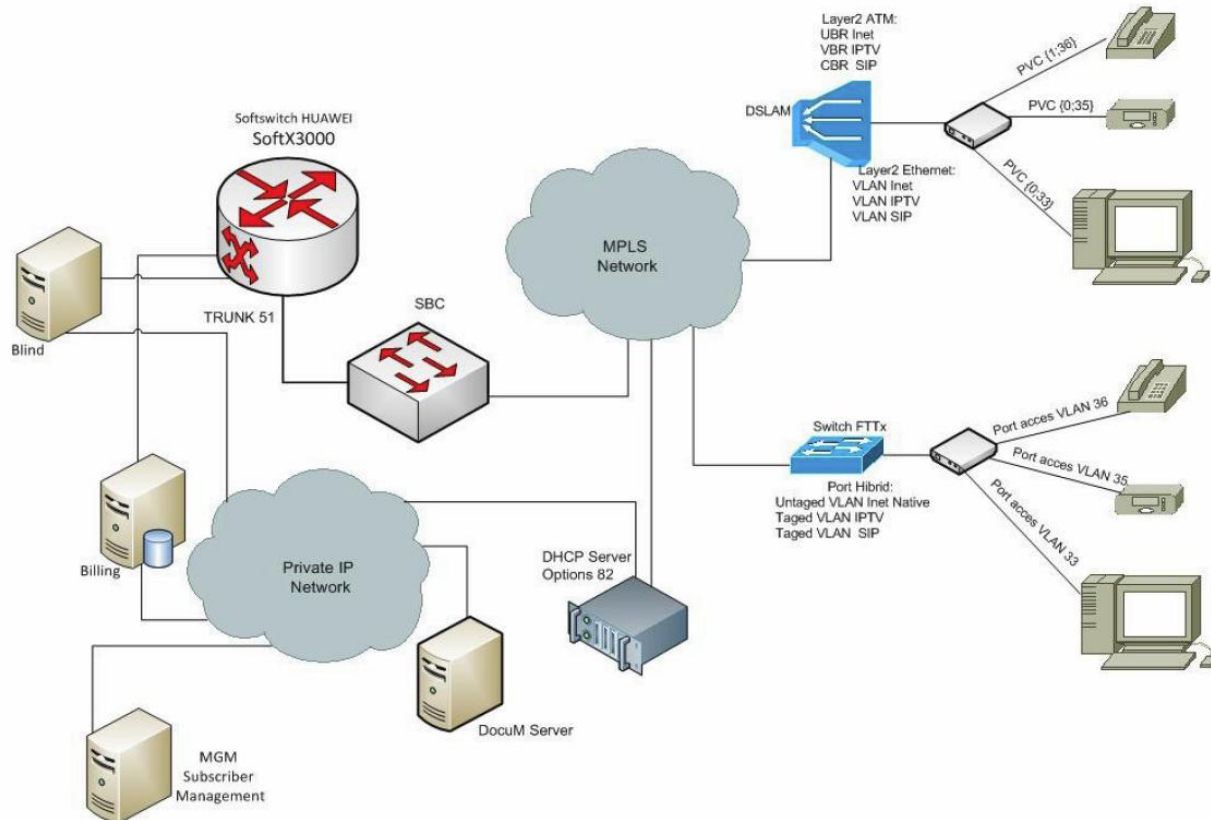 Layer2 ATM:
UBR Inet
VBR IPTV
CBR SIP
DSLAM
PVC {1;36}
PVC {0;35}
PVC {0;33}
Layer2 Ethernet:
VLAN Inet
VLAN IPTV
VLAN SIP
Softswitch HUAWEI
SoftX3000
MPLS
Network
Blind
TRUNK 51
SBC
Switch FTTx
Port Hibrid:
Untaged VLAN Inet Native
Taged VLAN IPTV
Taged VLAN SIP
Port acces VLAN 36
Port acces VLAN 35
Port acces VLAN 33
Billing
Private IP
Network
DHCP Server
Options 82
DocuM Server
MGM
Subscriber
Management